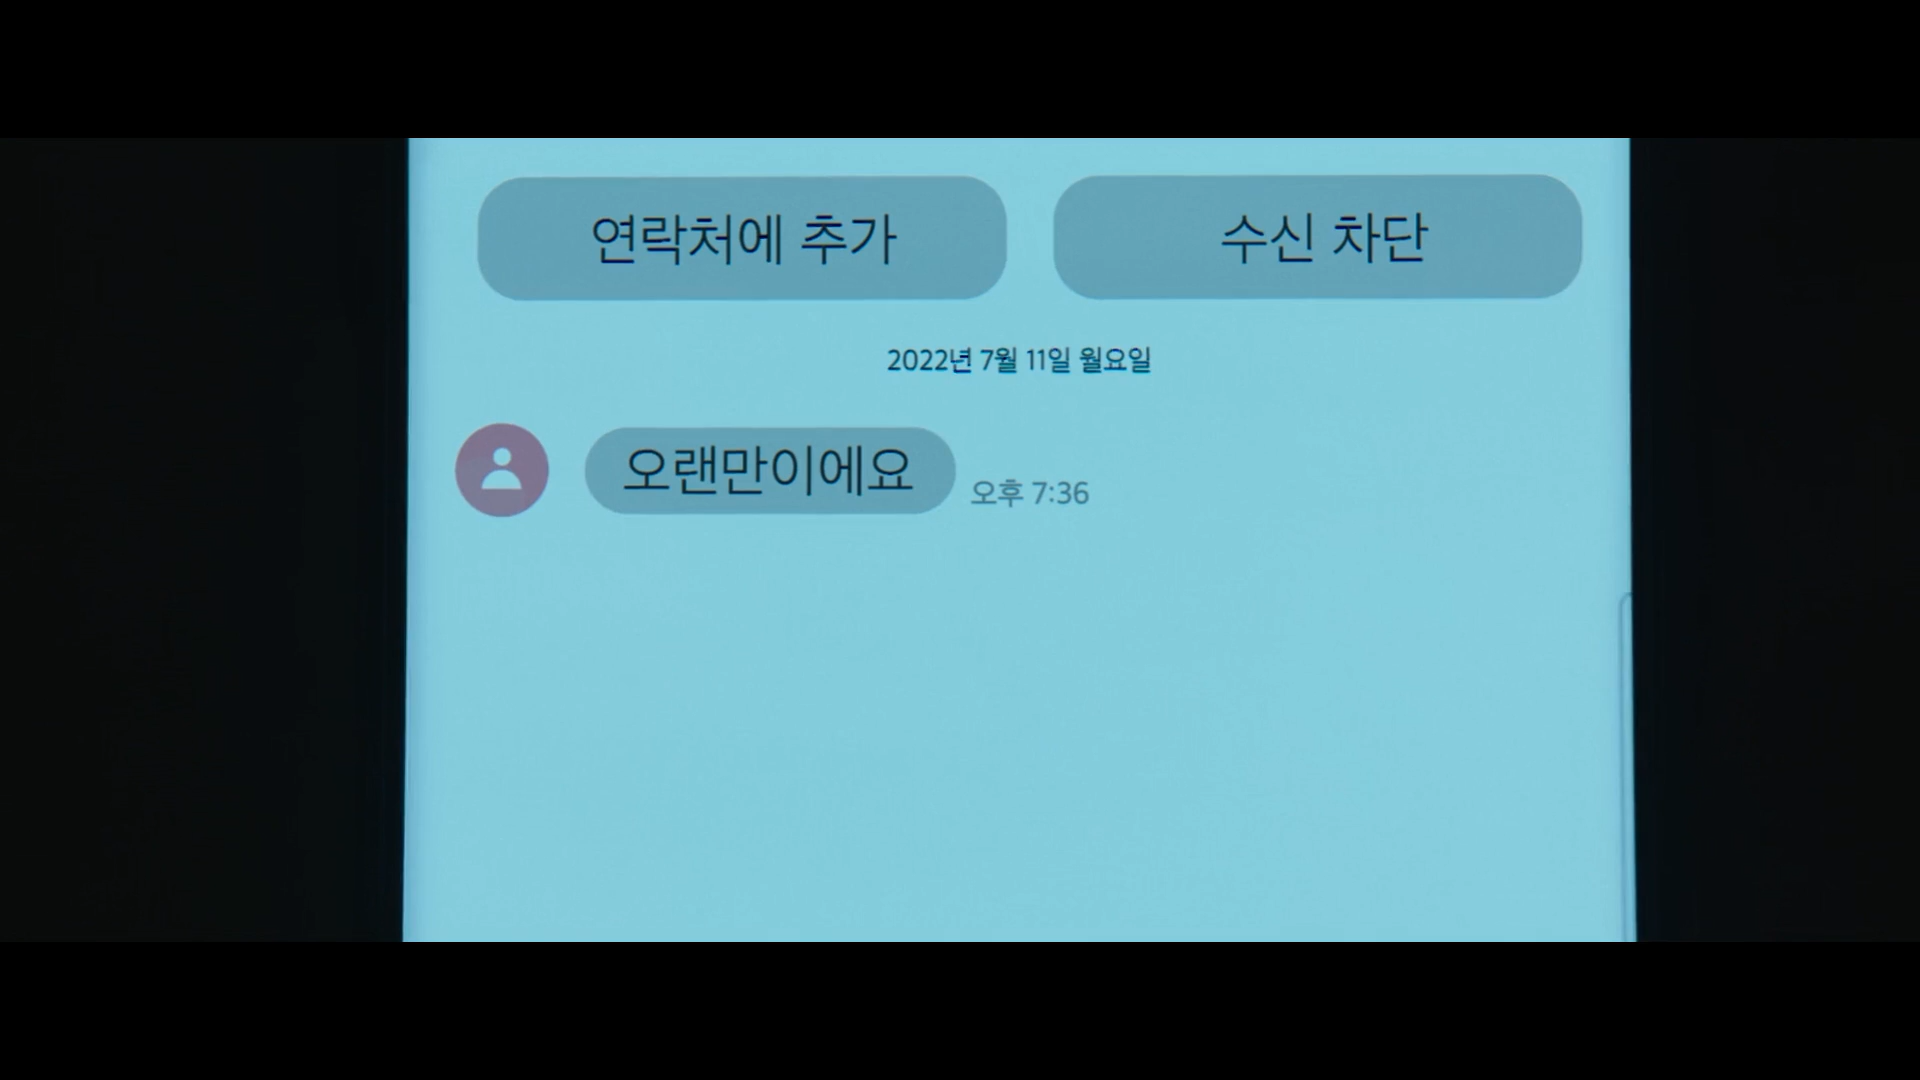 연락처에 추가 수신 차단
2022년 7월 11일 월요일
오랜만이에요 오후 7:36